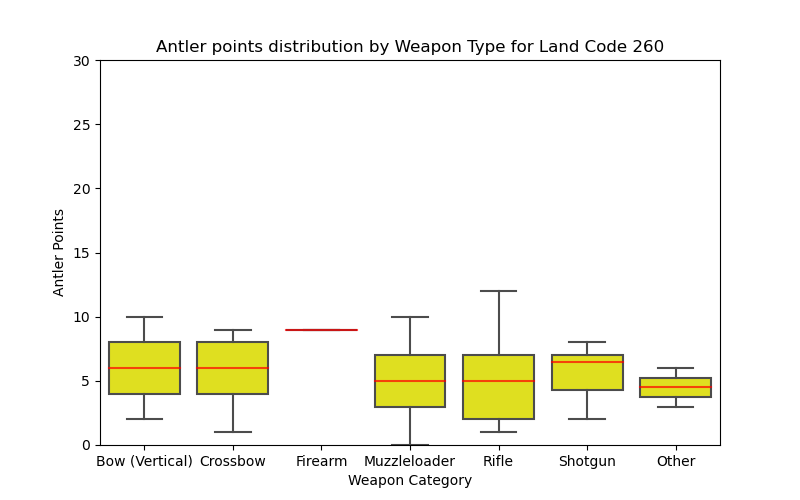 Antler points distribution by Weapon Type for Land Code 260
Antler Points
30
25
20
15
10
5
0
Bow (Vertical) Crossbow Firearm Muzzleloader Rifle Shotgun Other
Weapon Category